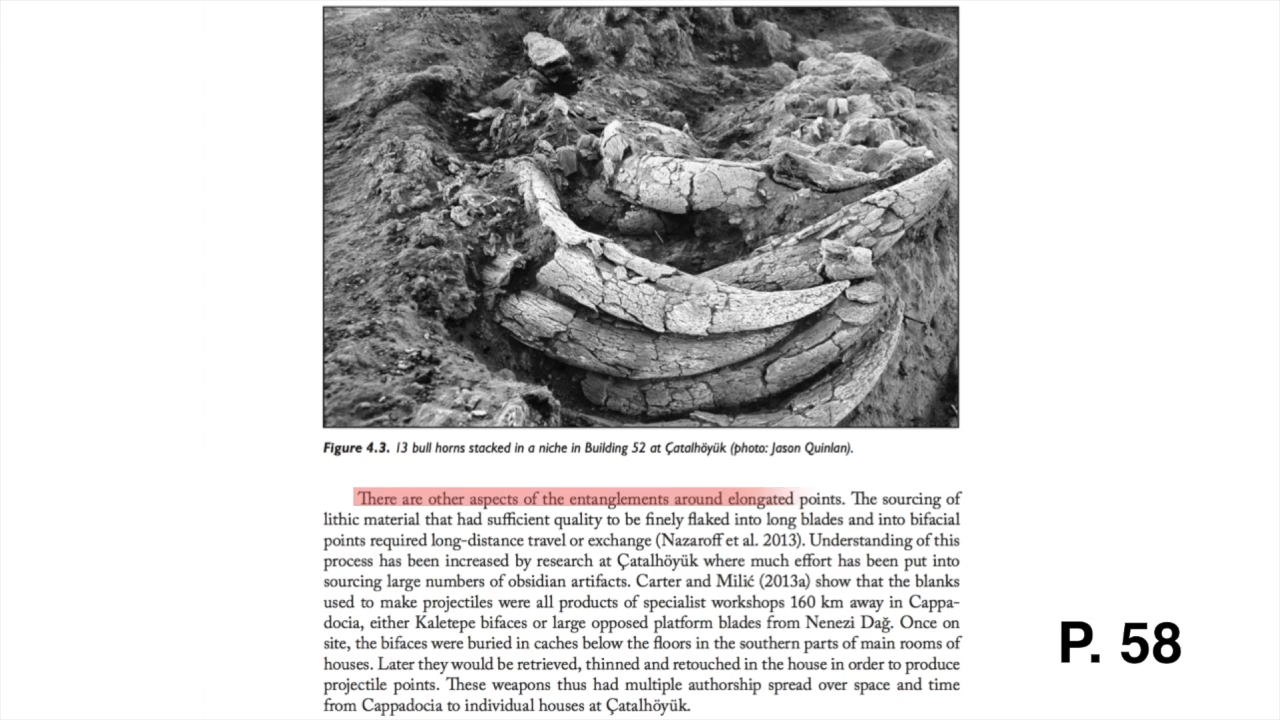 Figure 4.3. 13 bull horns stacked in a niche in Building 52 at Çatalhöyük (photo: Jason Quinlan).
There are other aspects of the entanglements around elongated points. The sourcing of
lithic material that had sufficient quality to be finely flaked into long blades and into bifacial
points required long-distance travel or exchange (Nazaroff et al. 2013). Understanding of this
process has been increased by research at Çatalhöyük where much effort has been put into
sourcing large numbers of obsidian artifacts. Carter and Milić (2013a) show that the blanks
used to make projectiles were all products of specialist workshops 160 km away in Cappa-
docia, either Kaletepe bifaces or large opposed platform blades from Nenezi Dağ. Once on
site, the bifaces were buried in caches below the floors in the southern parts of main rooms of
houses. Later they would be retrieved, thinned and retouched in the house in order to produce
projectile points. These weapons thus had multiple authorship spread over space and time
from Cappadocia to individual houses at Çatalhöyük.
P. 58